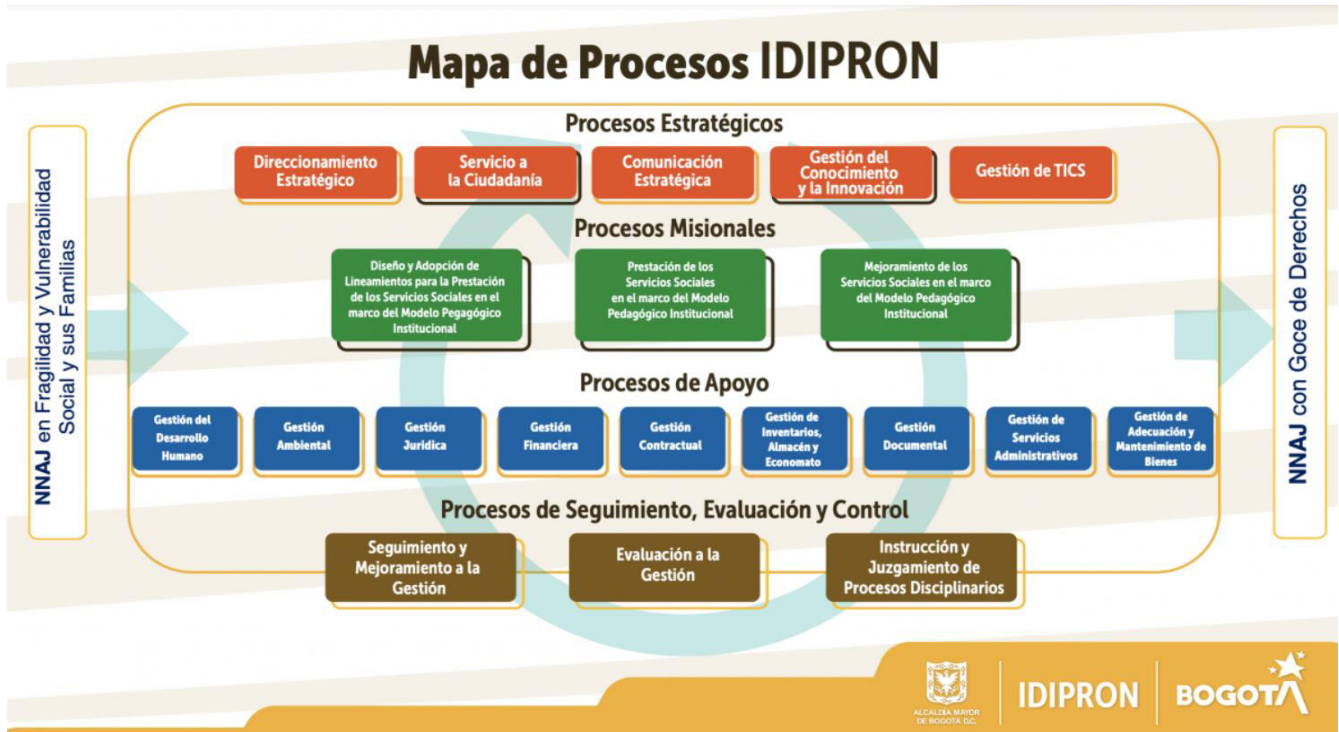 Mapa de Procesos IDIPRON
NNAJ en Fragilidad y Vulnerabilidad
Social y sus Familias
Procesos Estratégicos
Direccionamiento
Estratégico
Servicio a
la Ciudadanía
Comunicación
Estratégica
Gestión del
Conocimiento
y la Innovación
Gestión de TICS
Procesos Misionales
Diseño y Adopción de
Lineamientos para la Prestación
de los Servicios Sociales en el
marco del Modelo Pegagógico
Institucional
Prestación de los
Servicios Sociales
en el marco del Modelo
Pedagógico Institucional
Mejoramiento de los
Servicios Sociales en el marco
del Modelo Pedagógico
Institucional
Procesos de Apoyo
Gestión del
Desarrollo
Humano
Gestión
Ambiental
Gestión
Jurídica
Gestión
Financiera
Gestión
Contractual
Gestión de
Inventarios,
Almacén y
Economato
Gestión
Documental
Gestión de
Servicios
Administrativos
Gestión de
Adecuación y
Mantenimiento de
Bienes
Procesos de Seguimiento, Evaluación y Control
Seguimiento y
Mejoramiento a la
Gestión
Evaluación a la
Gestión
Instrucción y
Juzgamiento de
Procesos Disciplinarios
NNAJ con Goce de Derechos
ALCALDÍA MAYOR
DE BOGOTÁ D.C.
IDIPRON
BOGOTÁ